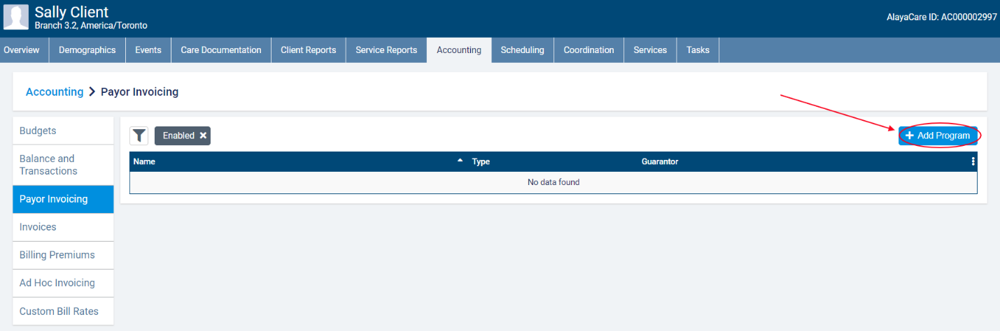 Sally Client
Branch 3.2, America/Toronto
AlayaCare ID: AC000002997
Overview
Demographics
Events
Care Documentation
Client Reports
Service Reports
Accounting
Scheduling
Coordination
Services
Tasks
Accounting > Payor Invoicing
Budgets
Balance and
Transactions
Payor Invoicing
Invoices
Billing Premiums
Ad Hoc Invoicing
Custom Bill Rates
Enabled ×
+ Add Program
Name
Type
Guarantor
No data found